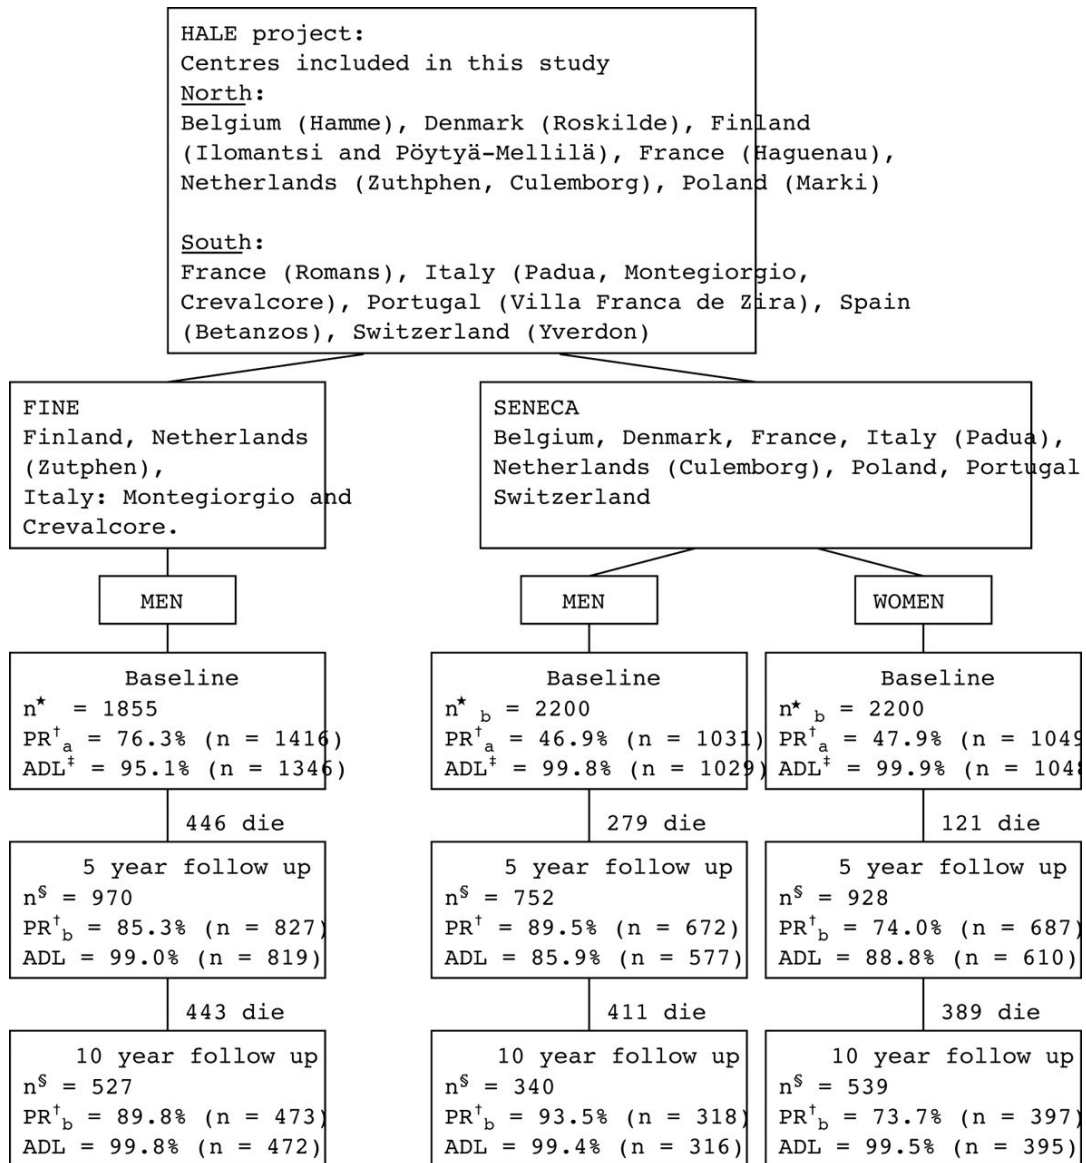 HALE project:
Centres included in this study
North:
Belgium (Hamme), Denmark (Roskilde), Finland
(Ilomantsi and Pöytyä-Mellilä), France (Haguenau),
Netherlands (Zuthphen, Culemborg), Poland (Marki)
South:
France (Romans), Italy (Padua, Montegiorgio,
Crevalcore), Portugal (Villa Franca de Zira), Spain
(Betanzos), Switzerland (Yverdon)
FINE
Finland, Netherlands
(Zutphen),
Italy: Montegiorgio and
Crevalcore.
SENECA
Belgium, Denmark, France, Italy (Padua),
Netherlands (Culemborg), Poland, Portugal
Switzerland
MEN
Baseline
n★ = 1855
PR†a = 76.3% (n = 1416)
ADL‡ = 95.1% (n = 1346)
446 die
5 year follow up
n§ = 970
PR†b = 85.3% (n = 827)
ADL = 99.0% (n = 819)
443 die
10 year follow up
n§ = 527
PR†b = 89.8% (n = 473)
ADL = 99.8% (n = 472)
MEN
Baseline
n★b = 2200
PR†a = 46.9% (n = 1031)
ADL‡ = 99.8% (n = 1029)
279 die
5 year follow up
n§ = 752
PR† = 89.5% (n = 672)
ADL = 85.9% (n = 577)
411 die
10 year follow up
n§ = 340
PR†b = 93.5% (n = 318)
ADL = 99.4% (n = 316)
WOMEN
Baseline
n★b = 2200
PR†a = 47.9% (n = 1049
ADL‡ = 99.9% (n = 1048
121 die
5 year follow up
n§ = 928
PR†b = 74.0% (n = 687)
ADL = 88.8% (n = 610)
389 die
10 year follow up
n§ = 539
PR†b = 73.7% (n = 397)
ADL = 99.5% (n = 395)